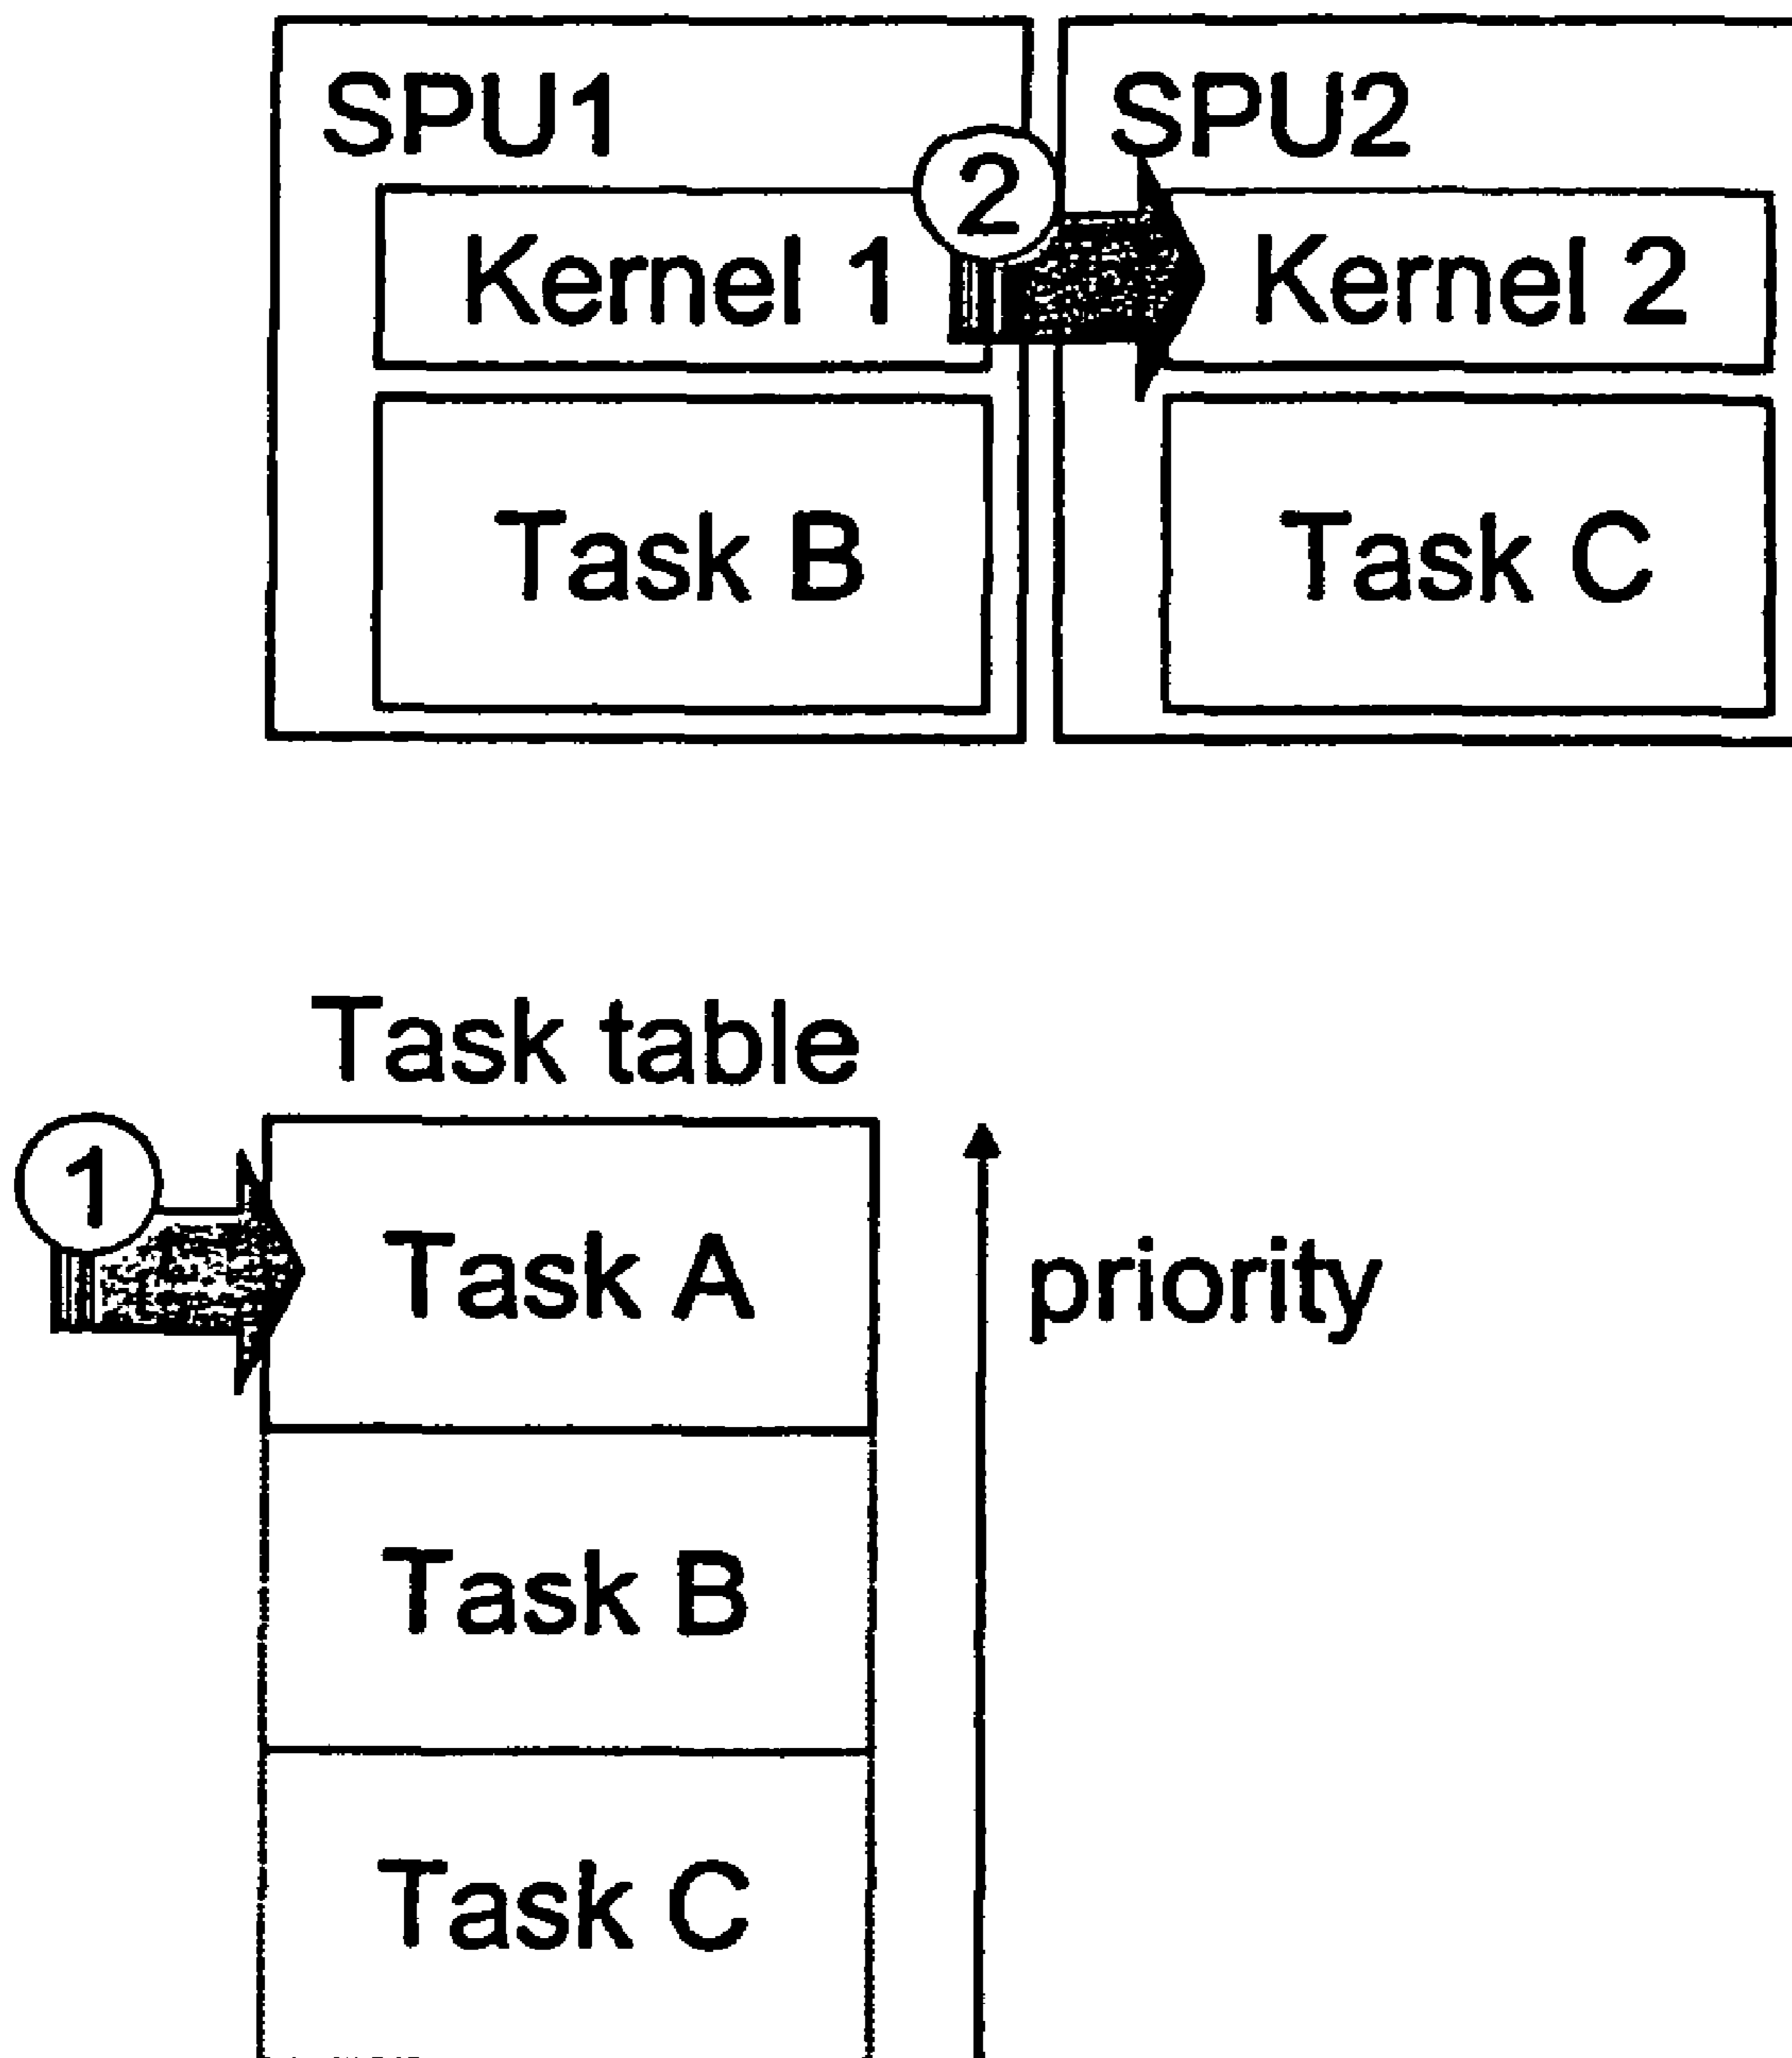 SPU1 SPU2
2
Kernel 1 Kernel 2
Task B Task C
Task table
1
Task A
priority
Task B
Task C